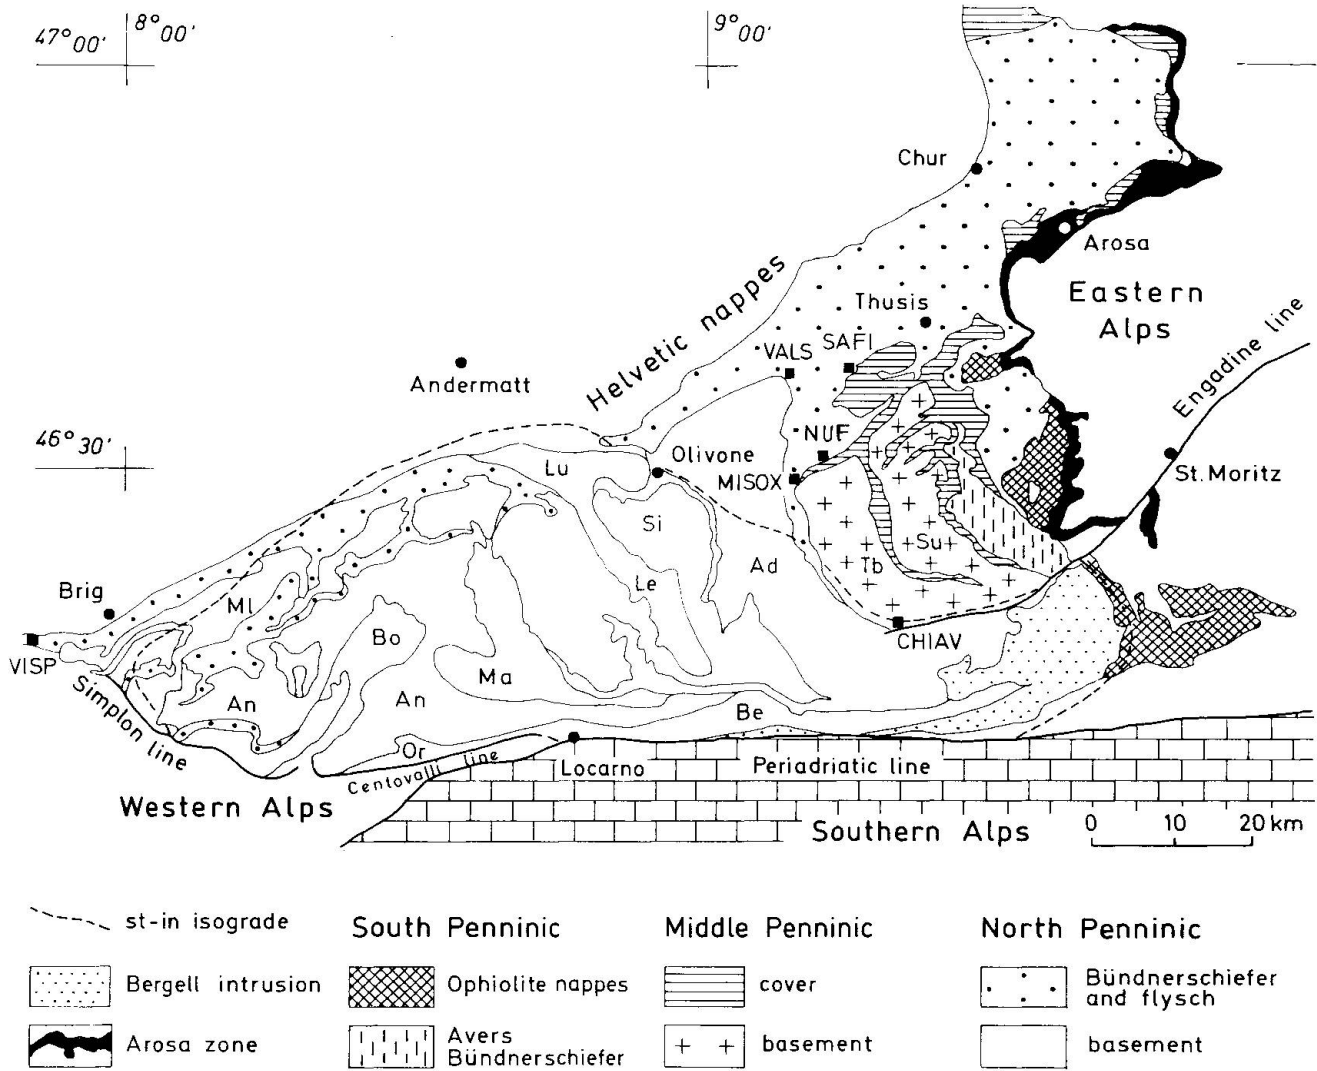 47°00'
8°00'
9°00'
Chur
Arosa
Eastern
Alps
Helvetic nappes
Thusis
VALS
SAFI
Engadine line
Andermatt
46°30'
NUF
Lu
Olivone
MISOX
St. Moritz
Si
Su
Tb
Ad
Le
Brig
Ml
Bo
CHIAV
VISP
Ma
An
An
Simplon line
Be
Or
Centovalli line
Locarno
Periadriatic line
Western Alps
Southern Alps
0 10 20 km
st-in isograde
South Penninic
Middle Penninic
North Penninic
Bergell intrusion
Ophiolite nappes
cover
Bündnerschiefer
and flysch
Arosa zone
Avers
Bündnerschiefer
basement
basement